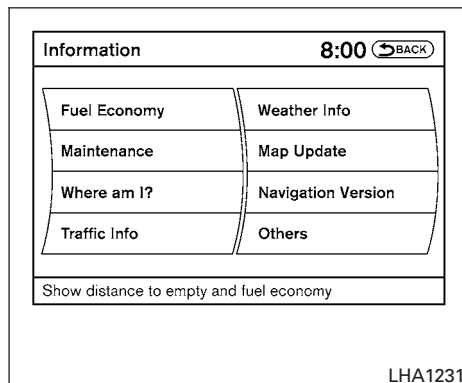 Information 8:00 BACK
Fuel Economy Weather Info
Maintenance Map Update
Where am I? Navigation Version
Traffic Info Others
Show distance to empty and fuel economy
LHA1231